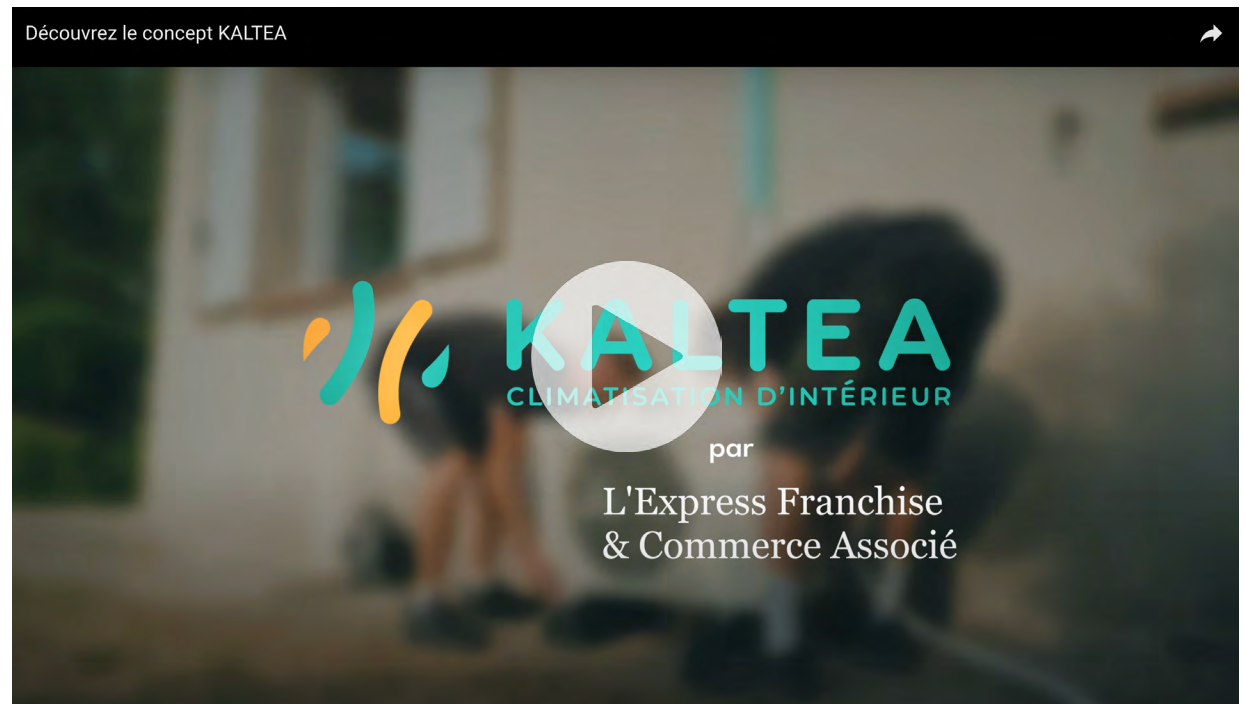 Découvrez le concept KALTEA
KALTEA
CLIMATISATION D'INTÉRIEUR
par
L'Express Franchise
& Commerce Associé